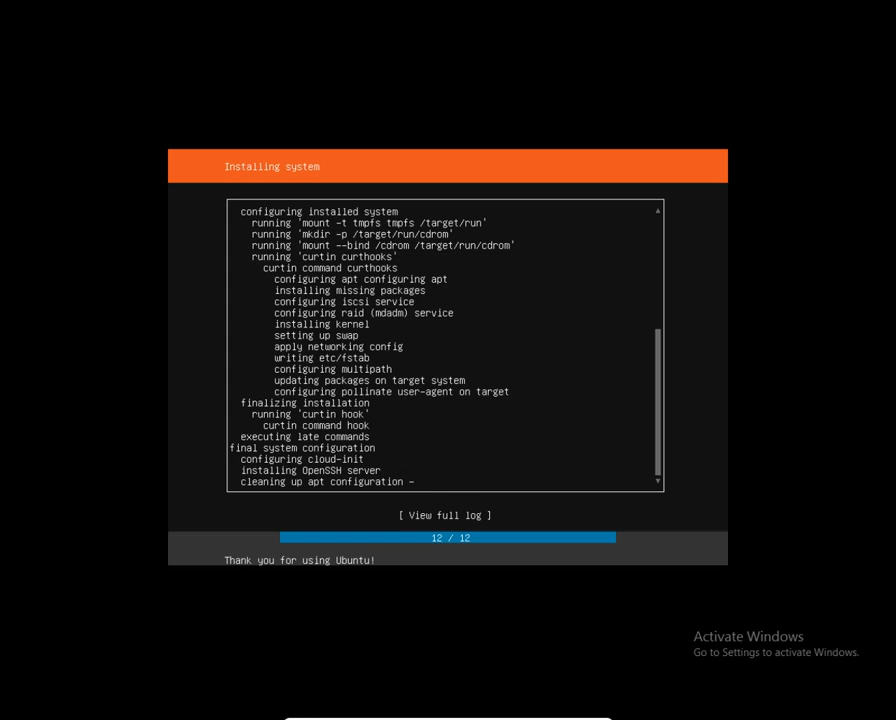 Installing system
configuring installed system
running 'mount -t tmpfs tmpfs /target/run'
running 'mkdir -p /target/run/cdrom'
running 'mount --bind /cdrom /target/run/cdrom'
running 'curtin curthooks'
curtin command curthooks
configuring apt configuring apt
installing missing packages
configuring iscsi service
configuring raid (mdadm) service
installing kernel
setting up swap
apply networking config
writing etc/fstab
configuring multipath
updating packages on target system
configuring pollinate user-agent on target
finalizing installation
running 'curtin hook'
curtin command hook
executing late commands
final system configuration
configuring cloud-init
installing OpenSSH server
cleaning up apt configuration -
[ View full log ]
12 / 12
Thank you for using Ubuntu!
Activate Windows
Go to Settings to activate Windows.